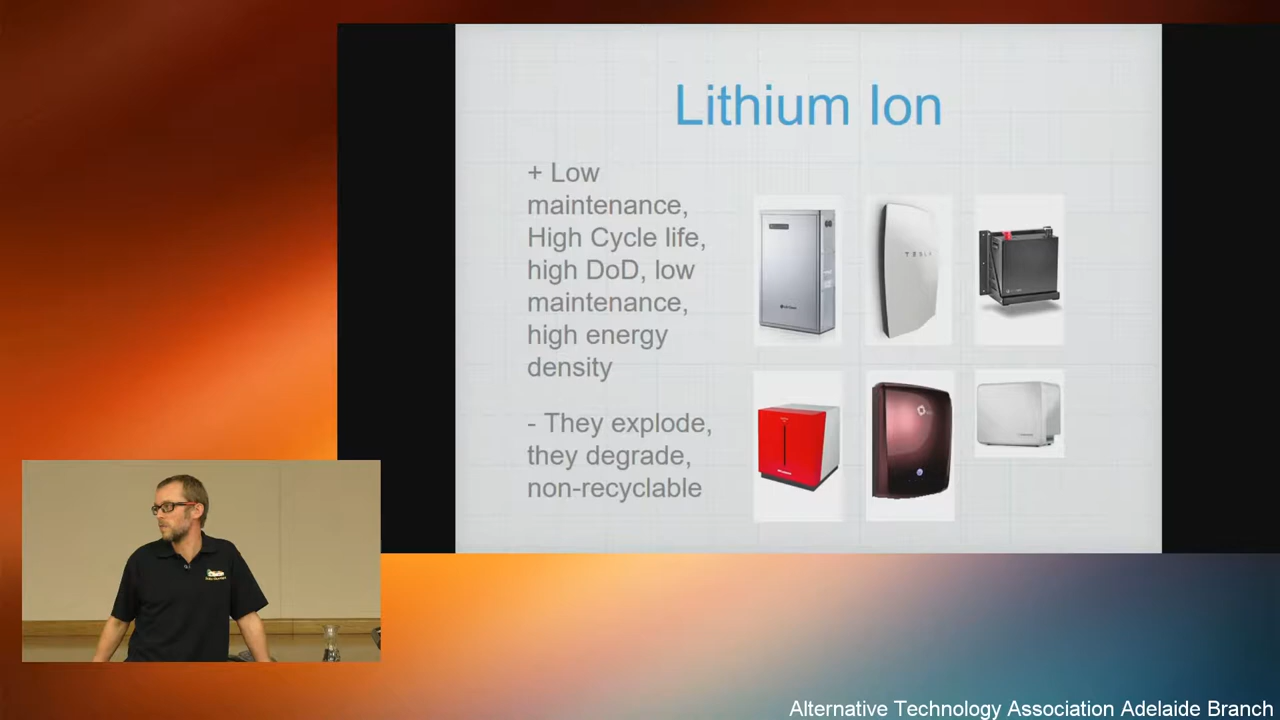 Lithium Ion
+ Low
maintenance,
High Cycle life,
high DoD, low
maintenance,
high energy
density
- They explode,
they degrade,
non-recyclable
TESLA
Alternative Technology Association Adelaide Branch